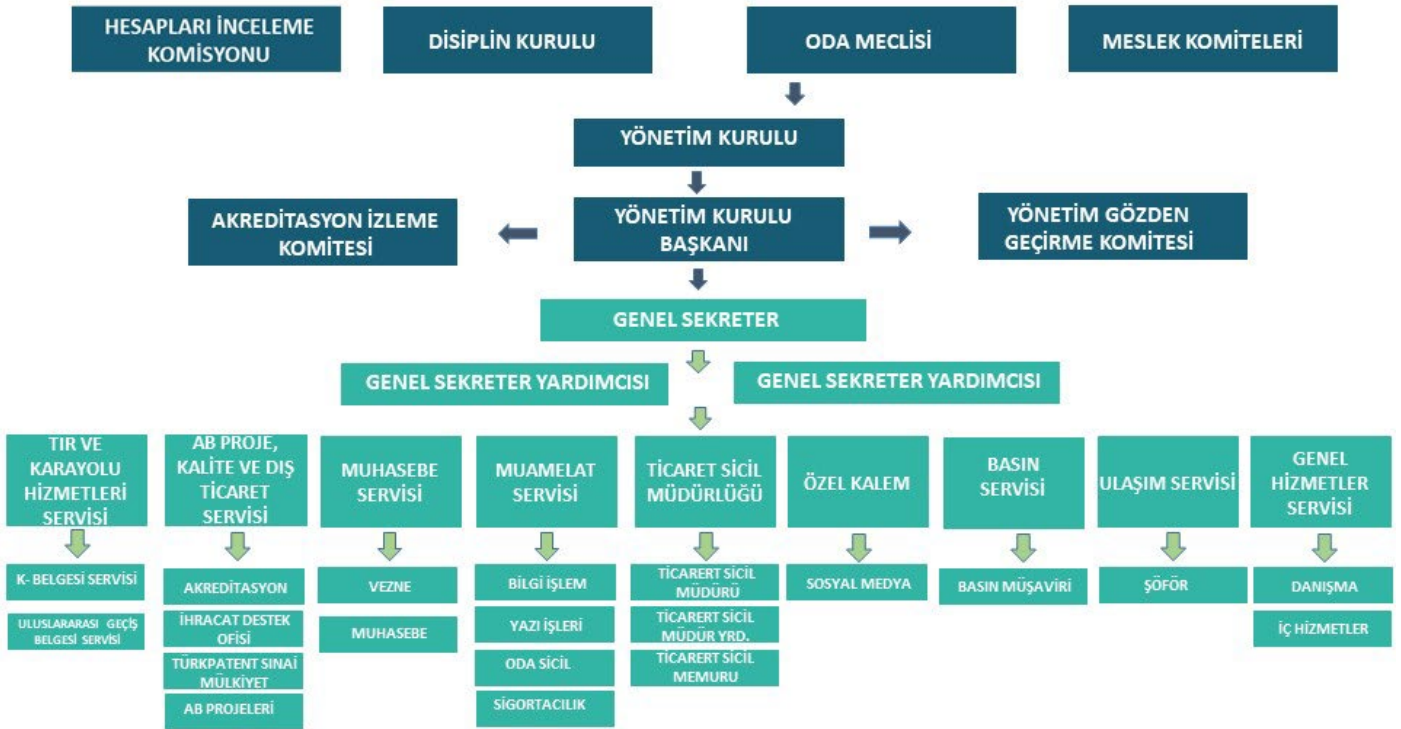 HESAPLARI İNCELEME
KOMİSYONU
DİSİPLİN KURULU
ODA MECLİSİ
MESLEK KOMİTELERİ
YÖNETİM KURULU
AKREDİTASYON İZLEME
KOMİTESİ
YÖNETİM KURULU
BAŞKANI
YÖNETİM GÖZDEN
GEÇİRME KOMİTESİ
GENEL SEKRETER
GENEL SEKRETER YARDIMCISI
GENEL SEKRETER YARDIMCISI
TIR VE
KARAYOLU
HİZMETLERİ
SERVİSİ
AB PROJE,
KALİTE VE DIŞ
TİCARET
SERVİSİ
MUHASEBE
SERVİSİ
MUAMELAT
SERVİSİ
TİCARET SİCİL
MÜDÜRLÜĞÜ
ÖZEL KALEM
BASIN
SERVİSİ
ULAŞIM SERVİSİ
GENEL
HİZMETLER
SERVİSİ
K- BELGESİ SERVİSİ
ULUSLARARASI GEÇİŞ
BELGESİ SERVİSİ
AKREDİTASYON
İHRACAT DESTEK
OFİSİ
TÜRKPATENT SINAİ
MÜLKİYET
AB PROJELERİ
VEZNE
MUHASEBE
BİLGİ İŞLEM
YAZI İŞLERİ
ODA SİCİL
SİGORTACILIK
TİCARERT SİCİL
MÜDÜRÜ
TİCARERT SİCİL
MÜDÜR YRD.
TİCARERT SİCİL
MEMURU
SOSYAL MEDYA
BASIN MÜŞAVİRİ
ŞÖFÖR
DANIŞMA
İÇ HİZMETLER